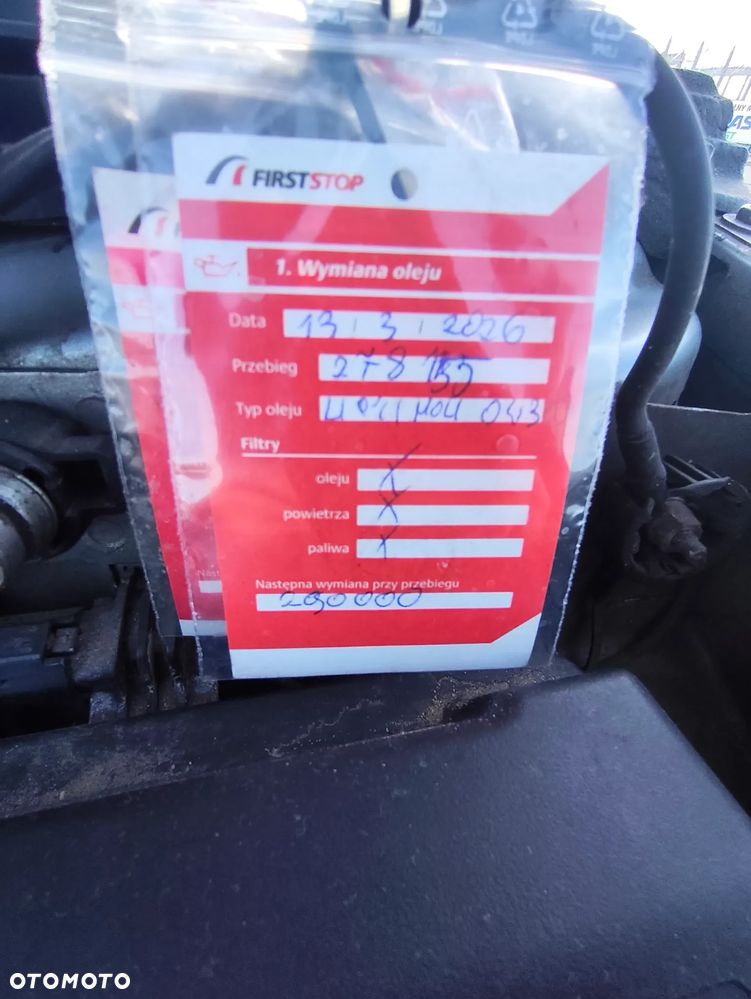 FIRSTSTOP
1. Wymiana oleju
Data 13 3 2026
Przebieg 278 155
Typ oleju
Filtry
oleju X
powietrza X
paliwa X
Następna wymiana przy przebiegu
290000
OTOMOTO